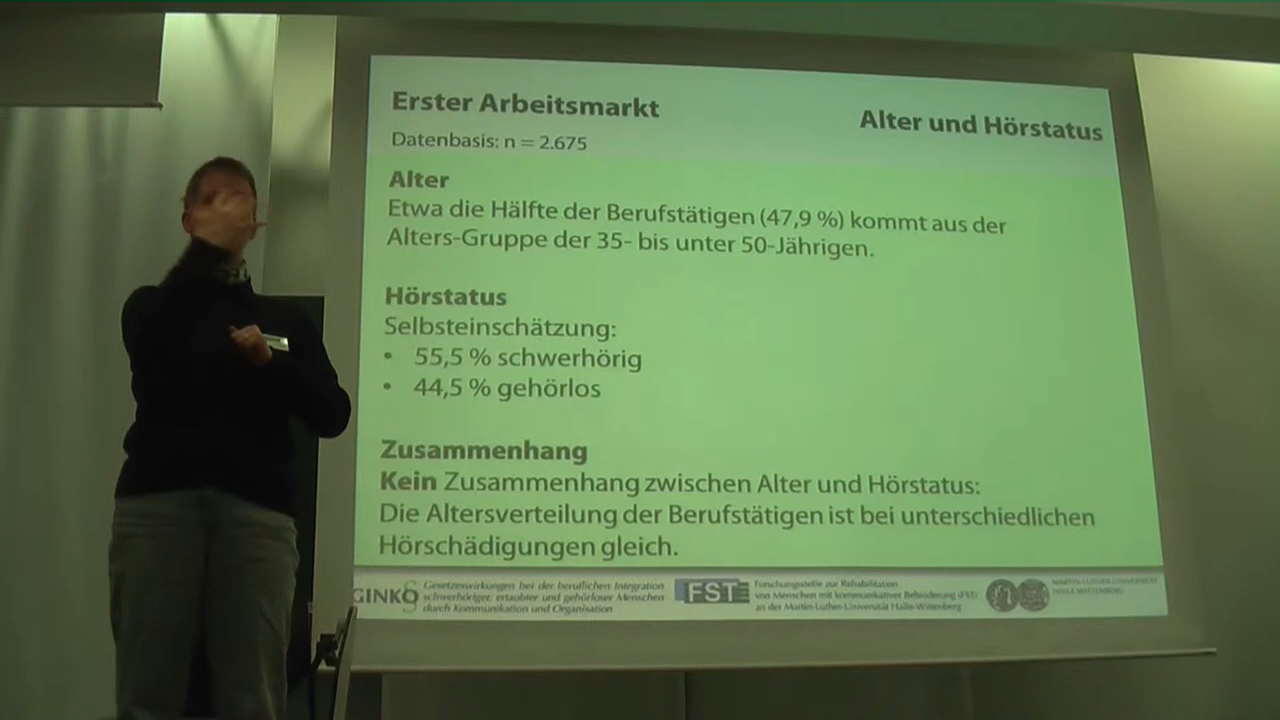 Erster Arbeitsmarkt
Alter und Hörstatus
Datenbasis: n = 2.675
Alter
Etwa die Hälfte der Berufstätigen (47,9 %) kommt aus der
Alters-Gruppe der 35- bis unter 50-Jährigen.
Hörstatus
Selbsteinschätzung:
• 55,5 % schwerhörig
• 44,5 % gehörlos
Zusammenhang
Kein Zusammenhang zwischen Alter und Hörstatus:
Die Altersverteilung der Berufstätigen ist bei unterschiedlichen
Hörschädigungen gleich.
GINKO
Gesetzeswirkungen bei der beruflichen Integration
schwerhöriger, ertaubter und gehörloser Menschen
durch Kommunikation und Organisation
FST
Forschungsstelle zur Rehabilitation
von Menschen mit kommunikativer Behinderung (FST)
an der Martin-Luther-Universität Halle-Wittenberg
MARTIN-LUTHER-UNIVERSITÄT
HALLE-WITTENBERG